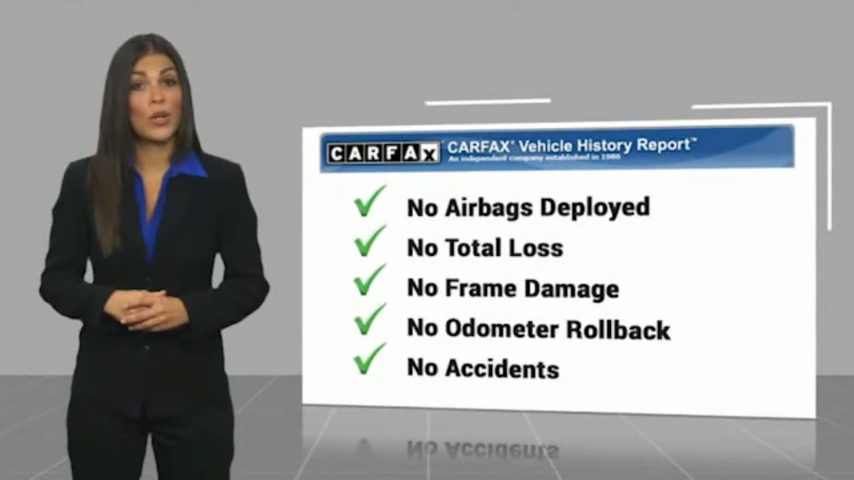 CARFAX CARFAX® Vehicle History Report™
An independent company established in 1986
No Airbags Deployed
No Total Loss
No Frame Damage
No Odometer Rollback
No Accidents
No Accidents